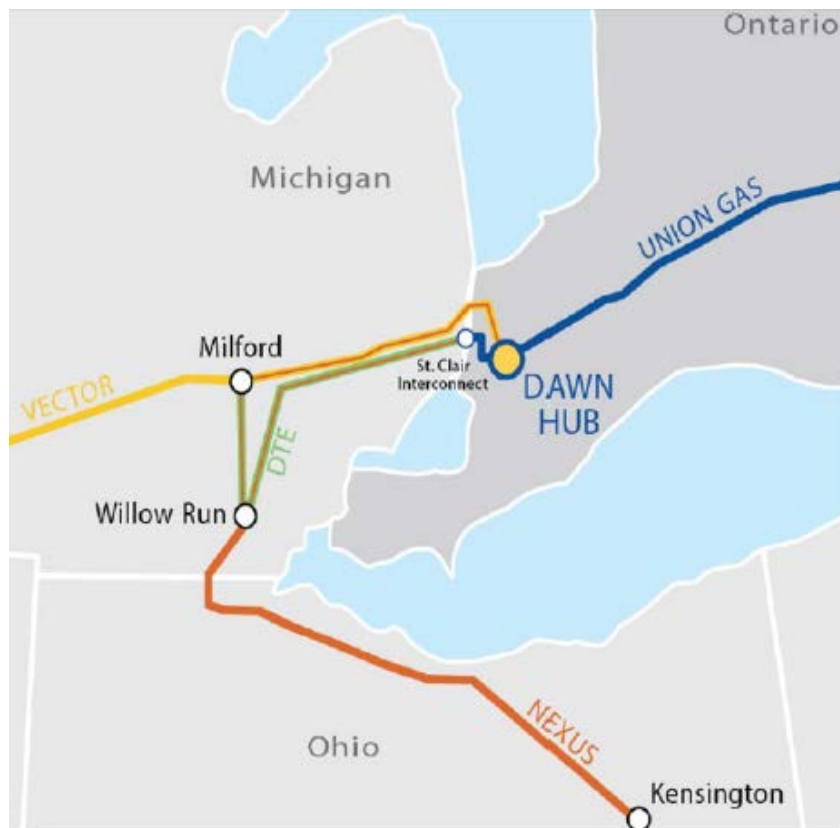 Ontario
Michigan
UNION GAS
Milford
St. Clair
Interconnect
VECTOR
DAWN
HUB
DTE
Willow Run
NEXUS
Ohio
Kensington